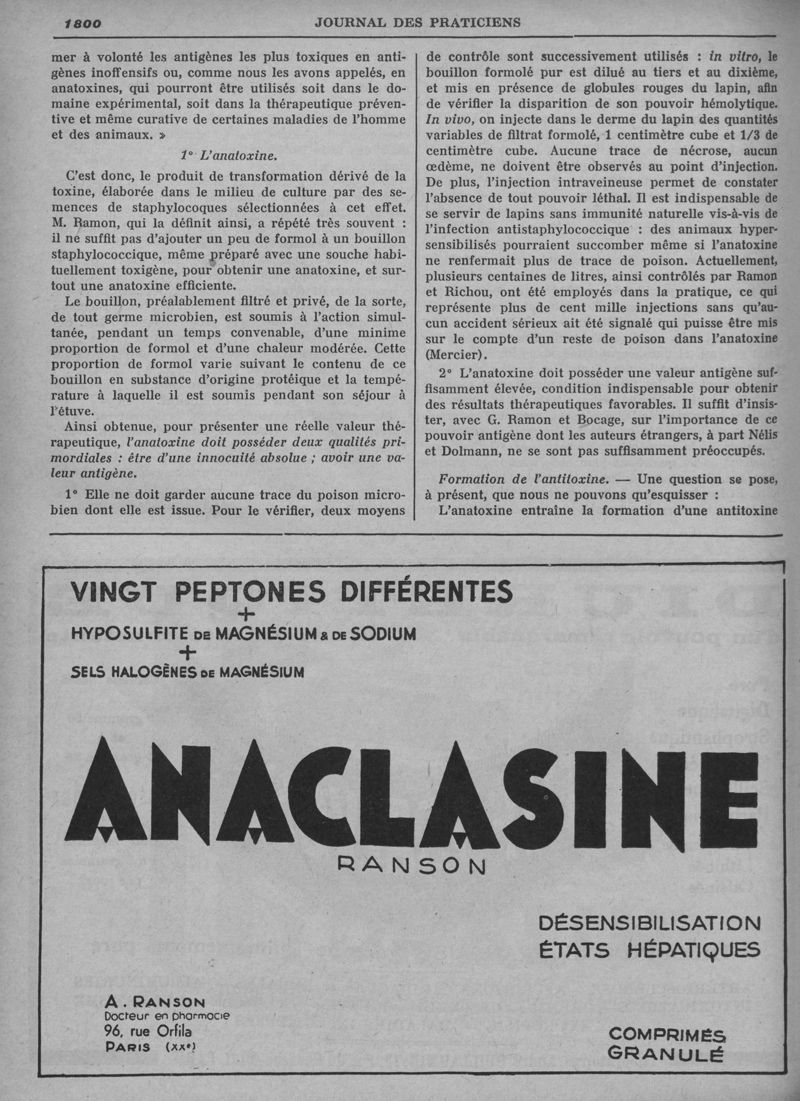 1800
JOURNAL DES PRATICIENS
mer à volonté les antigènes les plus toxiques en anti-
gènes inoffensifs ou, comme nous les avons appelés, en
anatoxines, qui pourront être utilisés soit dans le do-
maine expérimental, soit dans la thérapeutique préven-
tive et même curative de certaines maladies de l'homme
et des animaux. »
1° L'anatoxine.
C'est donc, le produit de transformation dérivé de la
toxine, élaborée dans le milieu de culture par des se-
mences de staphylocoques sélectionnées à cet effet.
M. Ramon, qui la définit ainsi, a répété très souvent :
il ne suffit pas d'ajouter un peu de formol à un bouillon
staphylococcique, même préparé avec une souche habi-
tuellement toxigène, pour obtenir une anatoxine, et sur-
tout une anatoxine efficiente.
Le bouillon, préalablement filtré et privé, de la sorte,
de tout germe microbien, est soumis à l'action simul-
tanée, pendant un temps convenable, d'une minime
proportion de formol et d'une chaleur modérée. Cette
proportion de formol varie suivant le contenu de ce
bouillon en substance d'origine protéique et la tempé-
rature à laquelle il est soumis pendant son séjour à
l'étuve.
Ainsi obtenue, pour présenter une réelle valeur thé-
rapeutique, l'anatoxine doit posséder deux qualités pri-
mordiales : être d'une innocuité absolue ; avoir une va-
leur antigène.
1° Elle ne doit garder aucune trace du poison micro-
bien dont elle est issue. Pour le vérifier, deux moyens
de contrôle sont successivement utilisés : in vitro, le
bouillon formolé pur est dilué au tiers et au dixième,
et mis en présence de globules rouges du lapin, afin
de vérifier la disparition de son pouvoir hémolytique.
In vivo, on injecte dans le derme du lapin des quantités
variables de filtrat formolé, 1 centimètre cube et 1/3 de
centimètre cube. Aucune trace de nécrose, aucun
œdème, ne doivent être observés au point d'injection.
De plus, l'injection intraveineuse permet de constater
l'absence de tout pouvoir léthal. Il est indispensable de
se servir de lapins sans immunité naturelle vis-à-vis de
l'infection antistaphylococcique : des animaux hyper-
sensibilisés pourraient succomber même si l'anatoxine
ne renfermait plus de trace de poison. Actuellement,
plusieurs centaines de litres, ainsi contrôlés par Ramon
et Richou, ont été employés dans la pratique, ce qui
représente plus de cent mille injections sans qu'au-
cun accident sérieux ait été signalé qui puisse être mis
sur le compte d'un reste de poison dans l'anatoxine
(Mercier).
2° L'anatoxine doit posséder une valeur antigène suf-
fisamment élevée, condition indispensable pour obtenir
des résultats thérapeutiques favorables. Il suffit d'insis-
ter, avec G. Ramon et Bocage, sur l'importance de ce
pouvoir antigène dont les auteurs étrangers, à part Nélis
et Dolmann, ne se sont pas suffisamment préoccupés.
Formation de l'antitoxine. — Une question se pose,
à présent, que nous ne pouvons qu'esquisser :
L'anatoxine entraîne la formation d'une antitoxine
VINGT PEPTONES DIFFÉRENTES
+
HYPOSULFITE DE MAGNÉSIUM & DE SODIUM
+
SELS HALOGÈNES DE MAGNÉSIUM
ANACLASINE
RANSON
DÉSENSIBILISATION
ÉTATS HÉPATIQUES
A. RANSON
Docteur en pharmacie
96, rue Orfila
PARIS (XXe)
COMPRIMÉS
GRANULÉ